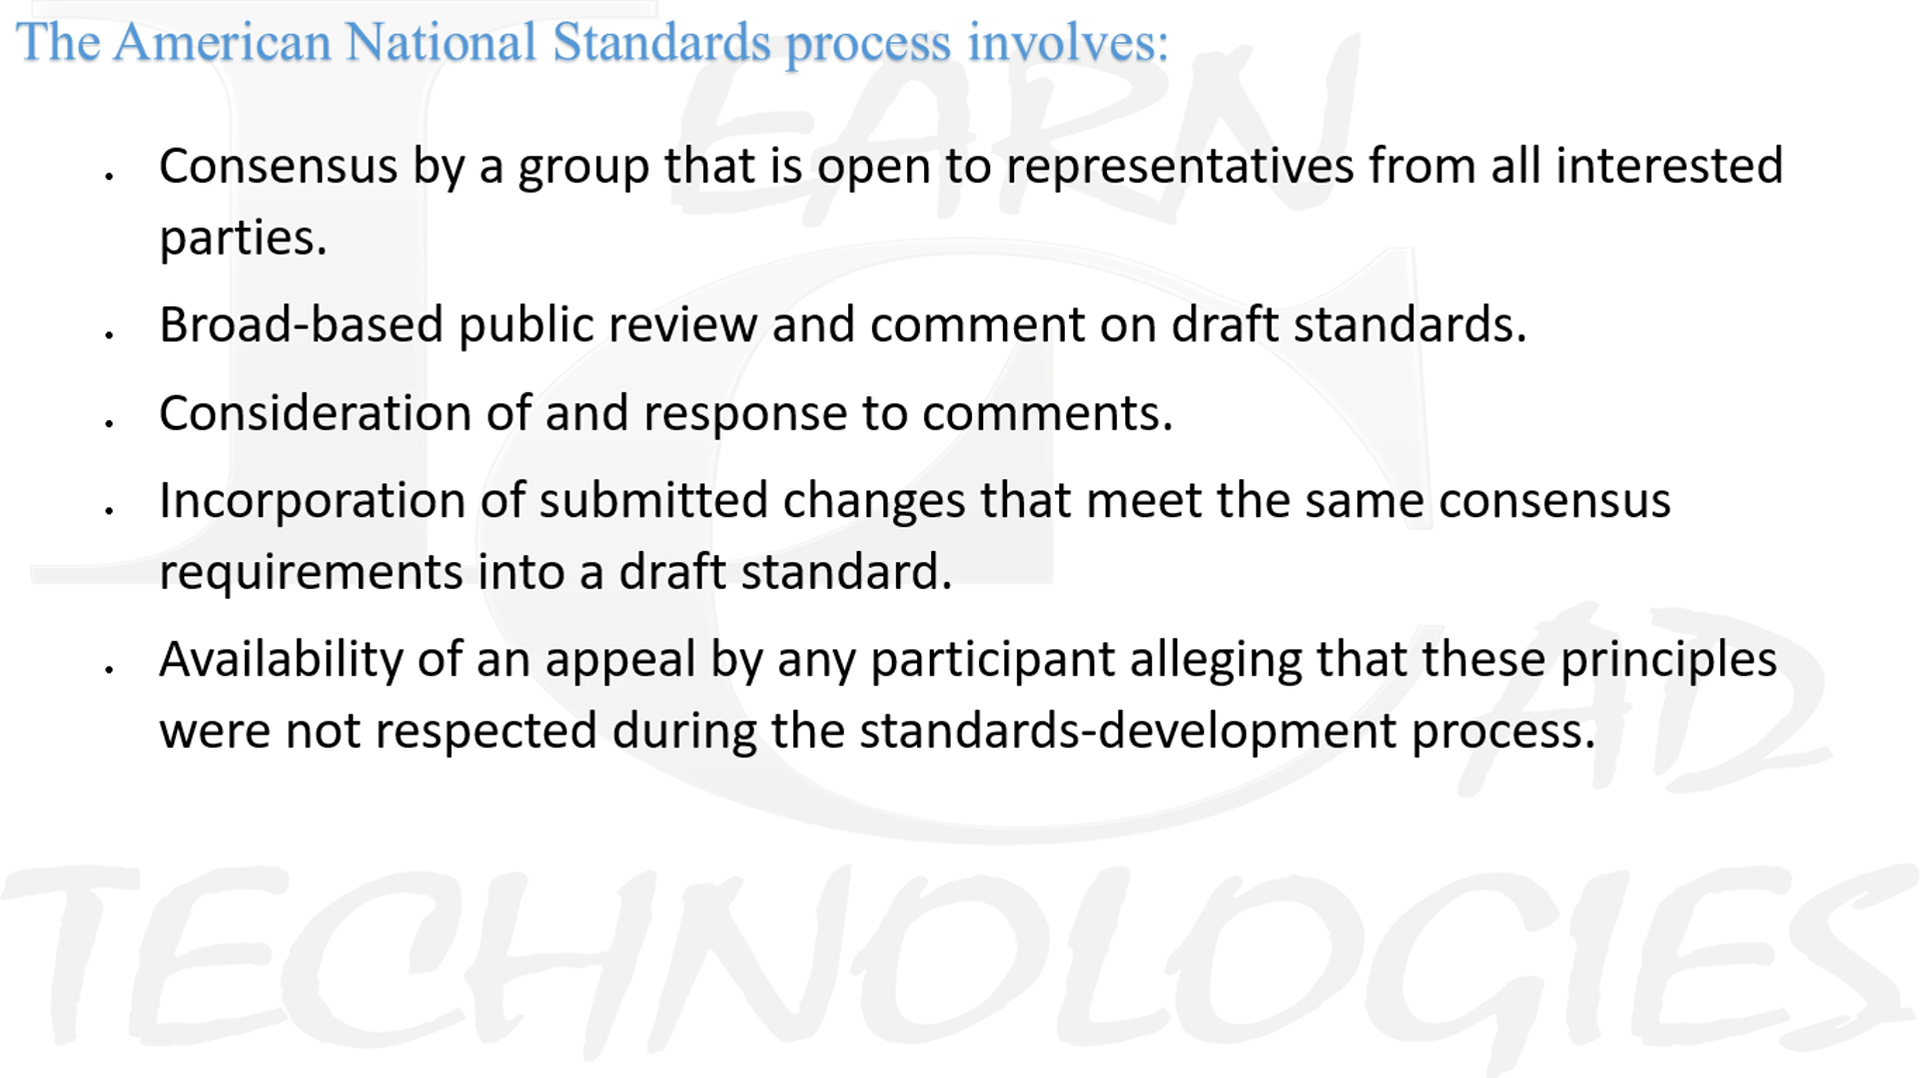 The American National Standards process involves:
• Consensus by a group that is open to representatives from all interested
parties.
• Broad-based public review and comment on draft standards.
• Consideration of and response to comments.
• Incorporation of submitted changes that meet the same consensus
requirements into a draft standard.
• Availability of an appeal by any participant alleging that these principles
were not respected during the standards-development process.
LEARN
CAD
TECHNOLOGIES